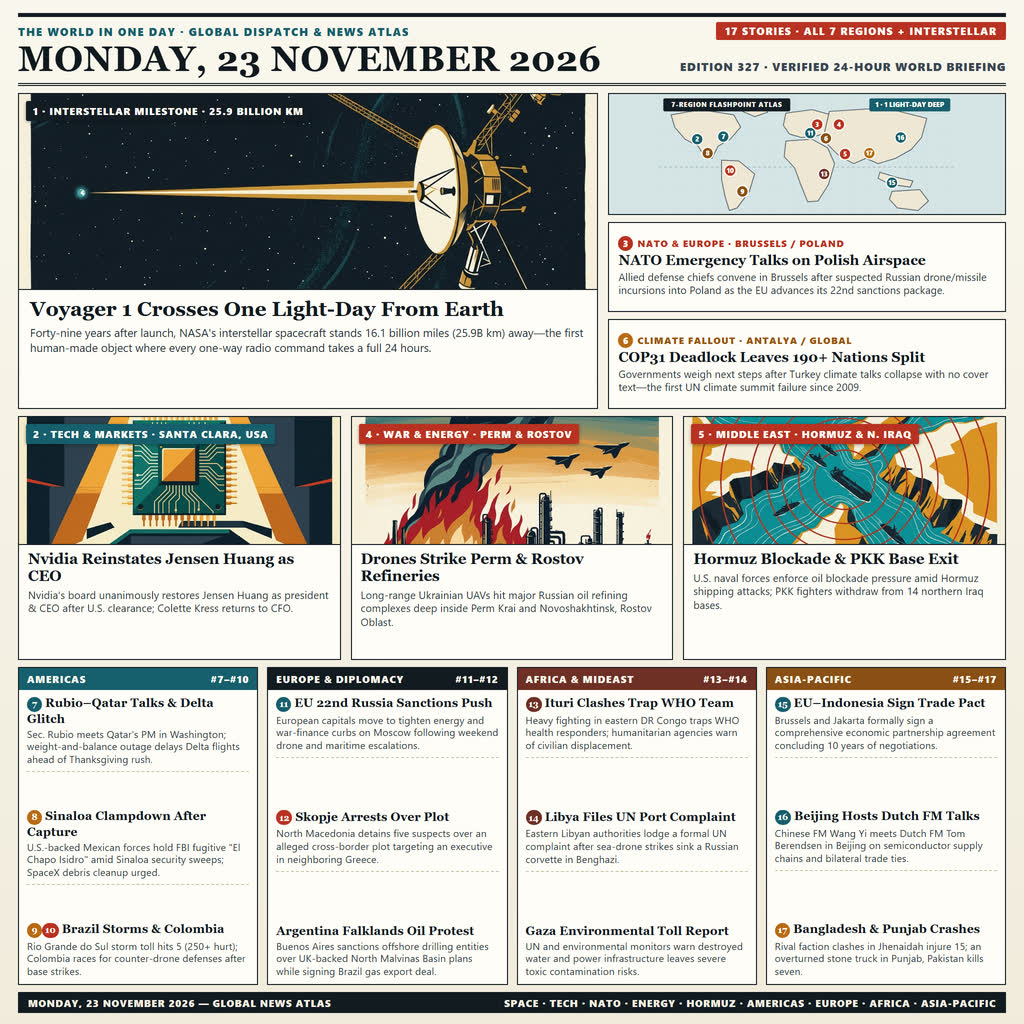 THE WORLD IN ONE DAY · GLOBAL DISPATCH & NEWS ATLAS
MONDAY, 23 NOVEMBER 2026
17 STORIES · ALL 7 REGIONS + INTERSTELLAR
EDITION 327 · VERIFIED 24-HOUR WORLD BRIEFING
1 · INTERSTELLAR MILESTONE · 25.9 BILLION KM
Voyager 1 Crosses One Light-Day From Earth
Forty-nine years after launch, NASA's interstellar spacecraft stands 16.1 billion miles (25.9B km) away—the first
human-made object where every one-way radio command takes a full 24 hours.
7-REGION FLASHPOINT ATLAS
1 · 1 LIGHT-DAY DEEP
2
7
8
3
4
11
6
5
17
16
10
9
13
15
3 NATO & EUROPE · BRUSSELS / POLAND
NATO Emergency Talks on Polish Airspace
Allied defense chiefs convene in Brussels after suspected Russian drone/missile
incursions into Poland as the EU advances its 22nd sanctions package.
6 CLIMATE FALLOUT · ANTALYA / GLOBAL
COP31 Deadlock Leaves 190+ Nations Split
Governments weigh next steps after Turkey climate talks collapse with no cover
text—the first UN climate summit failure since 2009.
2 · TECH & MARKETS · SANTA CLARA, USA
Nvidia Reinstates Jensen Huang as
CEO
Nvidia's board unanimously restores Jensen Huang as president
& CEO after U.S. clearance; Colette Kress returns to CFO.
4 · WAR & ENERGY · PERM & ROSTOV
Drones Strike Perm & Rostov
Refineries
Long-range Ukrainian UAVs hit major Russian oil refining
complexes deep inside Perm Krai and Novoshakhtinsk, Rostov
Oblast.
5 · MIDDLE EAST · HORMUZ & N. IRAQ
Hormuz Blockade & PKK Base Exit
U.S. naval forces enforce oil blockade pressure amid Hormuz
shipping attacks; PKK fighters withdraw from 14 northern Iraq
bases.
AMERICAS #7–#10
7 Rubio–Qatar Talks & Delta
Glitch
Sec. Rubio meets Qatar's PM in Washington;
weight-and-balance outage delays Delta flights
ahead of Thanksgiving rush.
8 Sinaloa Clampdown After
Capture
U.S.-backed Mexican forces hold FBI fugitive "El
Chapo Isidro" amid Sinaloa security sweeps;
SpaceX debris cleanup urged.
9 10 Brazil Storms & Colombia
Rio Grande do Sul storm toll hits 5 (250+ hurt);
Colombia races for counter-drone defenses after
base strikes.
EUROPE & DIPLOMACY #11–#12
11 EU 22nd Russia Sanctions Push
European capitals move to tighten energy and
war-finance curbs on Moscow following weekend
drone and maritime escalations.
12 Skopje Arrests Over Plot
North Macedonia detains five suspects over an
alleged cross-border plot targeting an executive
in neighboring Greece.
Argentina Falklands Oil Protest
Buenos Aires sanctions offshore drilling entities
over UK-backed North Malvinas Basin plans
while signing Brazil gas export deal.
AFRICA & MIDEAST #13–#14
13 Ituri Clashes Trap WHO Team
Heavy fighting in eastern DR Congo traps WHO
health responders; humanitarian agencies warn
of civilian displacement.
14 Libya Files UN Port Complaint
Eastern Libyan authorities lodge a formal UN
complaint after sea-drone strikes sink a Russian
corvette in Benghazi.
Gaza Environmental Toll Report
UN and environmental monitors warn destroyed
water and power infrastructure leaves severe
toxic contamination risks.
ASIA-PACIFIC #15–#17
15 EU–Indonesia Sign Trade Pact
Brussels and Jakarta formally sign a
comprehensive economic partnership agreement
concluding 10 years of negotiations.
16 Beijing Hosts Dutch FM Talks
Chinese FM Wang Yi meets Dutch FM Tom
Berendsen in Beijing on semiconductor supply
chains and bilateral trade ties.
17 Bangladesh & Punjab Crashes
Rival faction clashes in Jhenaidah injure 15; an
overturned stone truck in Punjab, Pakistan kills
seven.
MONDAY, 23 NOVEMBER 2026 — GLOBAL NEWS ATLAS
SPACE · TECH · NATO · ENERGY · HORMUZ · AMERICAS · EUROPE · AFRICA · ASIA-PACIFIC